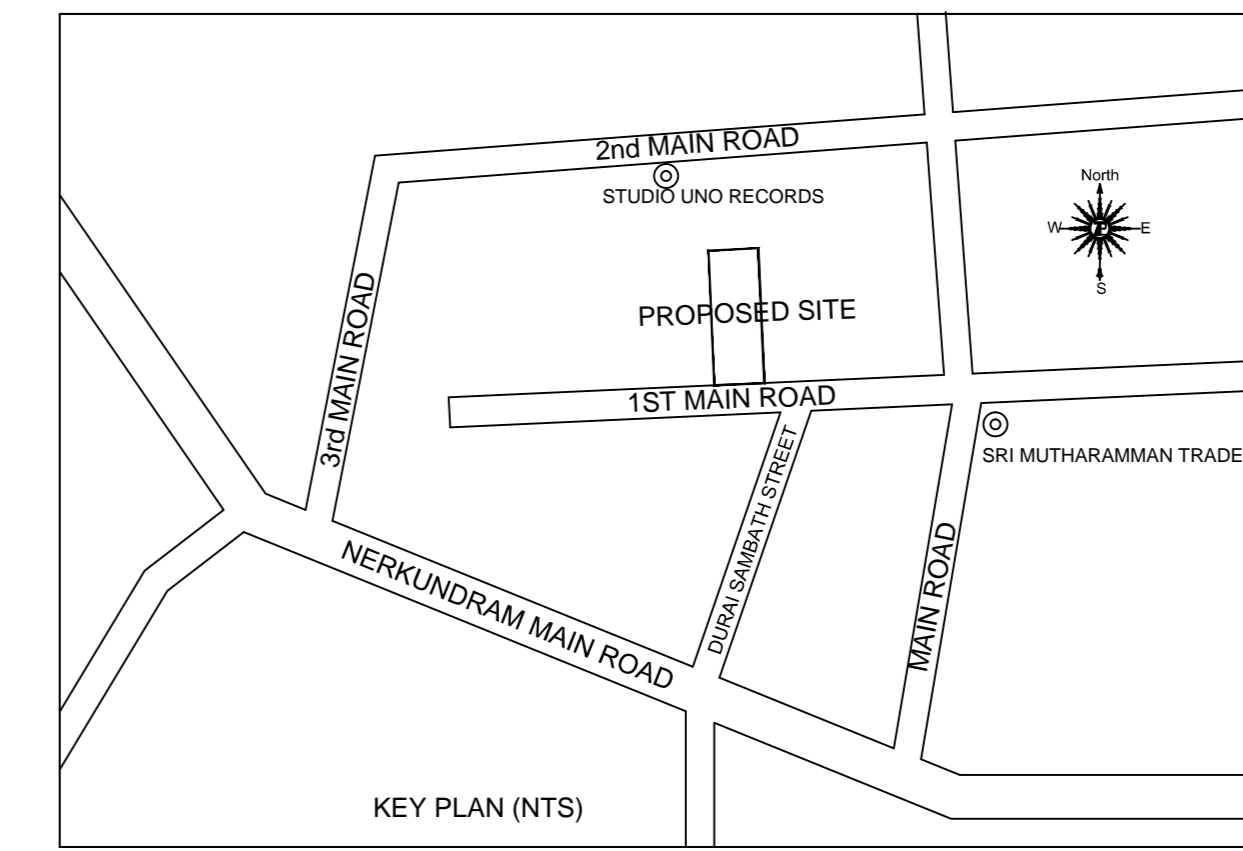 2nd MAIN ROAD
STUDIO UNO RECORDS
North
W
E
S
PROPOSED SITE
3rd MAIN ROAD
1ST MAIN ROAD
DURAI SAMBATH STREET
SRI MUTHARAMMAN TRADE
MAIN ROAD
NERKUNDRAM MAIN ROAD
KEY PLAN (NTS)